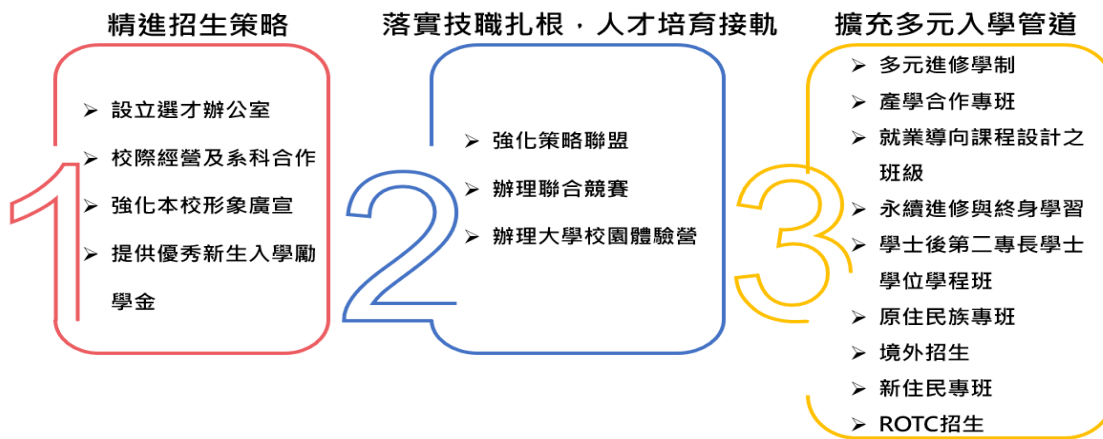 精進招生策略
1
➢ 設立選才辦公室
➢ 校際經營及系科合作
➢ 強化本校形象廣宣
➢ 提供優秀新生入學勵
學金
落實技職扎根．人才培育接軌
2
➢ 強化策略聯盟
➢ 辦理聯合競賽
➢ 辦理大學校園體驗營
擴充多元入學管道
3
➢ 多元進修學制
➢ 產學合作專班
➢ 就業導向課程設計之
班級
➢ 永續進修與終身學習
➢ 學士後第二專長學士
學位學程班
➢ 原住民族專班
➢ 境外招生
➢ 新住民專班
➢ ROTC招生